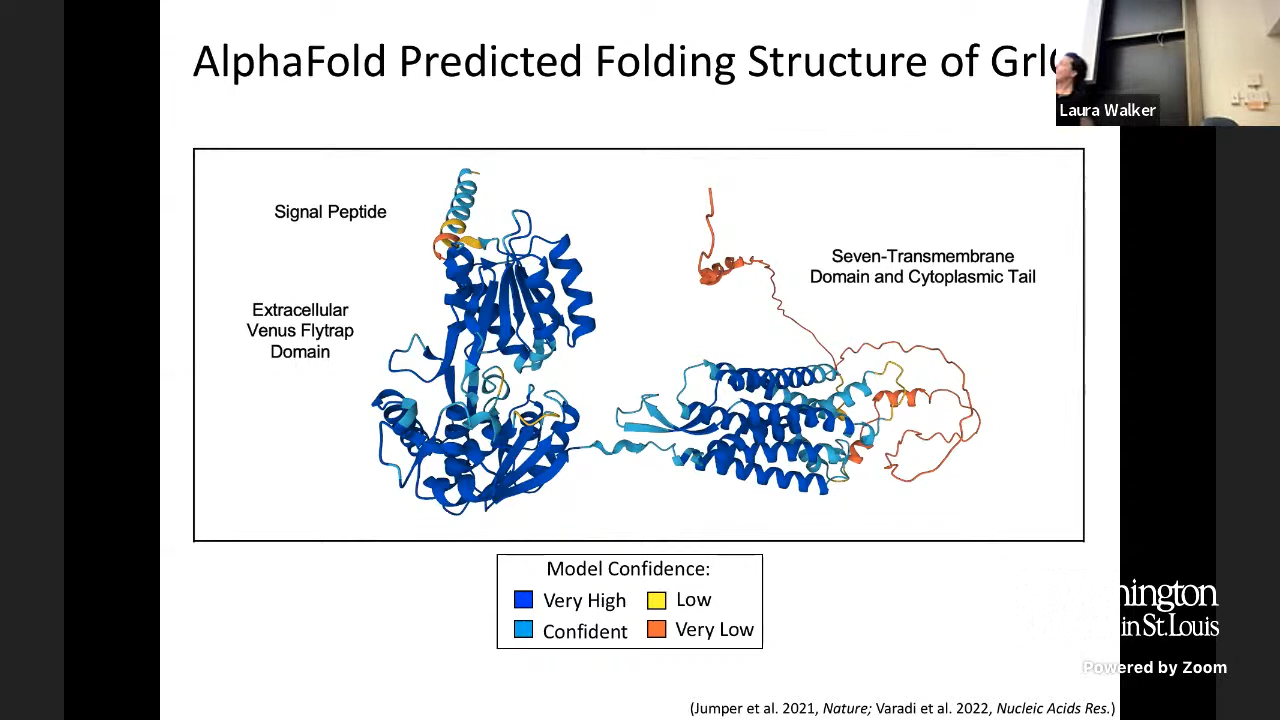 AlphaFold Predicted Folding Structure of
Laura Walker
Signal Peptide
Extracellular
Venus Flytrap
Domain
Seven-Transmembrane
Domain and Cytoplasmic Tail
Model Confidence:
Very High
Low
Confident
Very Low
in St.Louis
Powered by Zoom
(Jumper et al. 2021, Nature; Varadi et al. 2022, Nucleic Acids Res.)